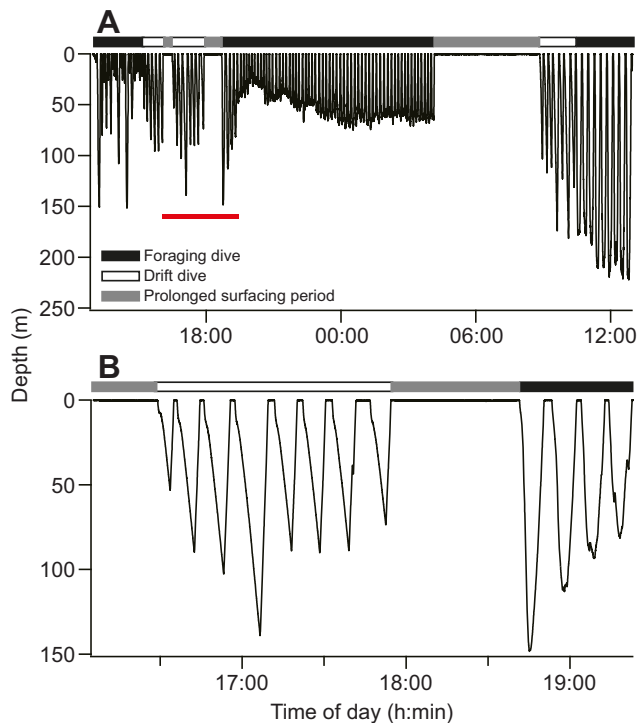 A
0
50
100
150
200
250
Foraging dive
Drift dive
Prolonged surfacing period
18:00
00:00
06:00
12:00
Depth (m)
B
0
50
100
150
17:00
18:00
19:00
Time of day (h:min)